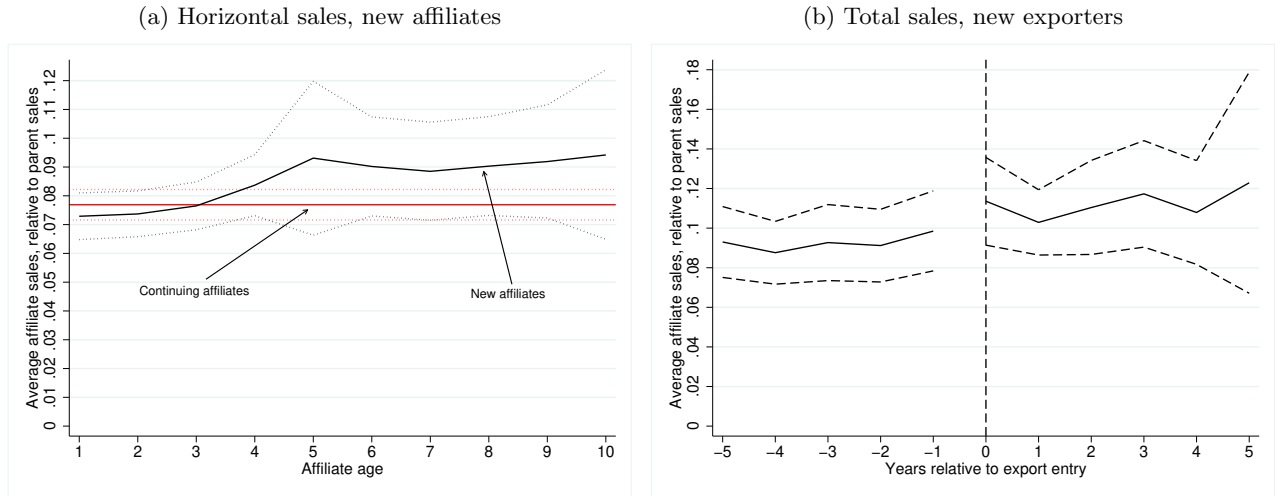 (a) Horizontal sales, new affiliates
Average affiliate sales, relative to parent sales
.12
.11
.1
.09
.08
.07
.06
.05
.04
.03
.02
.01
0
Continuing affiliates
New affiliates
1 2 3 4 5 6 7 8 9 10
Affiliate age
(b) Total sales, new exporters
Average affiliate sales, relative to parent sales
.18
.16
.14
.12
.1
.08
.06
.04
.02
0
−5 −4 −3 −2 −1 0 1 2 3 4 5
Years relative to export entry